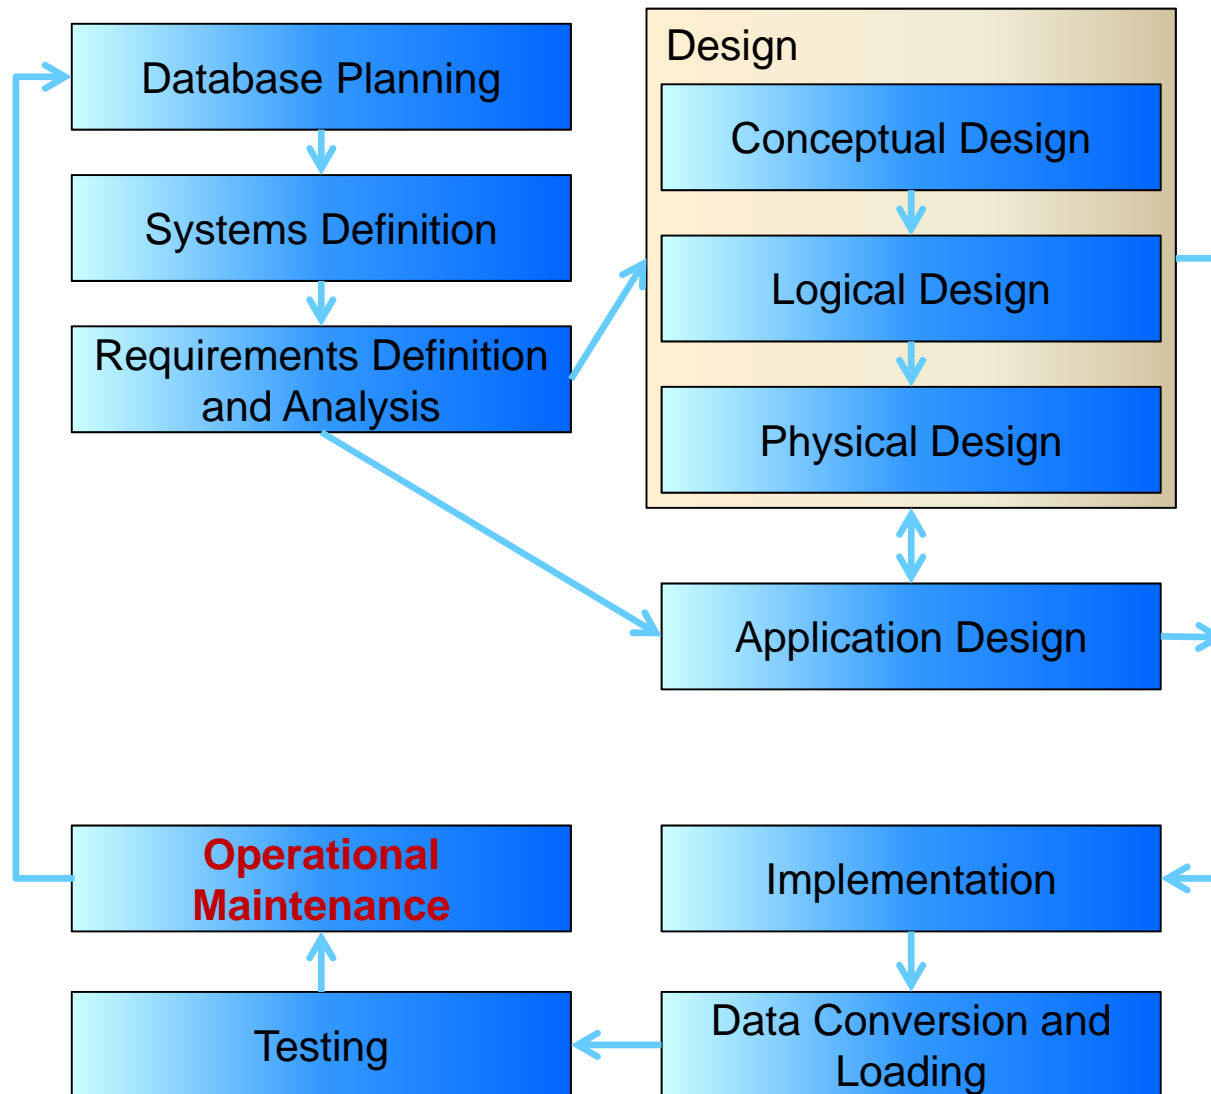 Database Planning
Systems Definition
Requirements Definition
and Analysis
Design
Conceptual Design
Logical Design
Physical Design
Application Design
Operational
Maintenance
Implementation
Testing
Data Conversion and
Loading